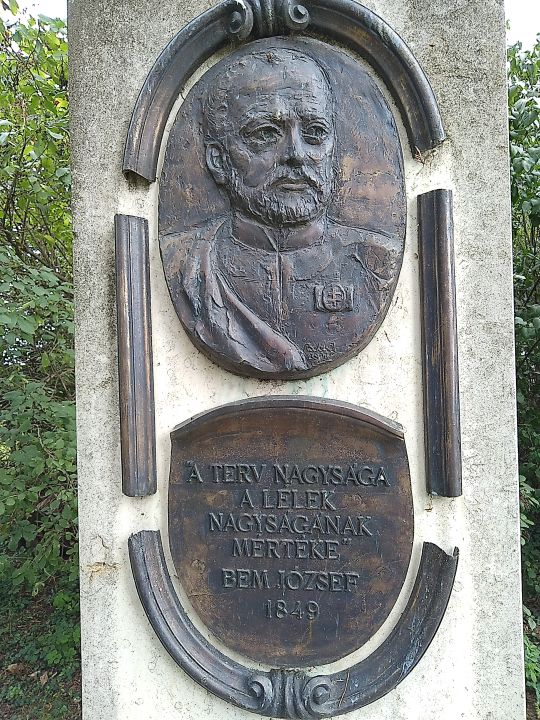 "A TERV NAGYSÁGA
A LÉLEK
NAGYSÁGÁNAK
MÉRTÉKE"
BEM JÓZSEF
1849